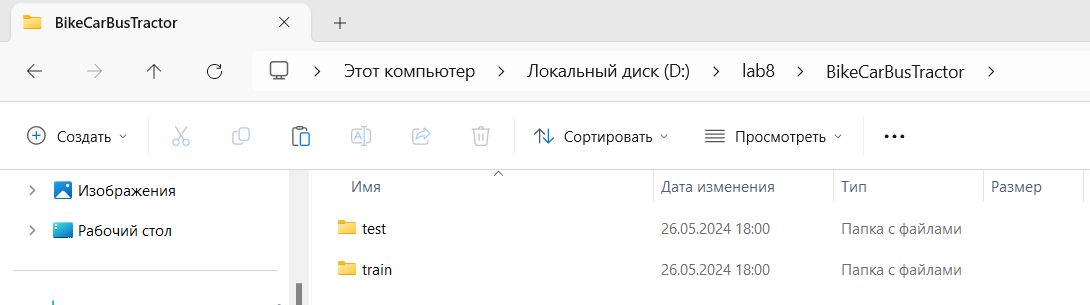 BikeCarBusTractor
Этот компьютер Локальный диск (D:) lab8 BikeCarBusTractor
Создать Сортировать Просмотреть
Изображения
Рабочий стол
Имя Дата изменения Тип Размер
test 26.05.2024 18:00 Папка с файлами
train 26.05.2024 18:00 Папка с файлами